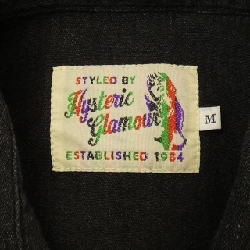 STYLED BY
Hysteric
Glamour
M
ESTABLISHED 1984